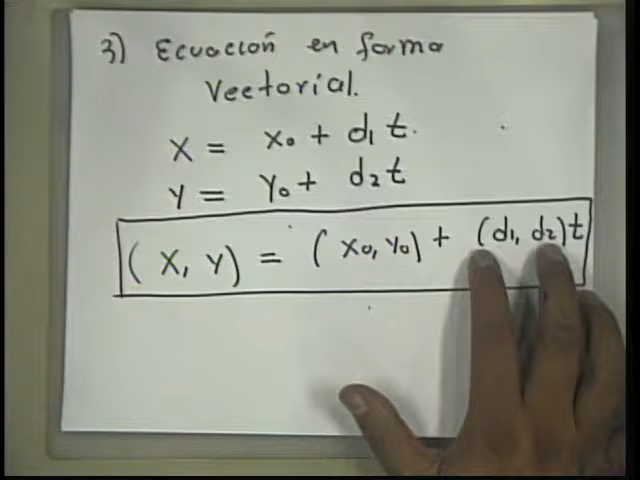 3) Ecuación en forma
Vectorial.
X = x₀ + d₁ t.
Y = Y₀ + d₂ t
(X, Y) = (x₀, y₀) + (d₁, d₂)t